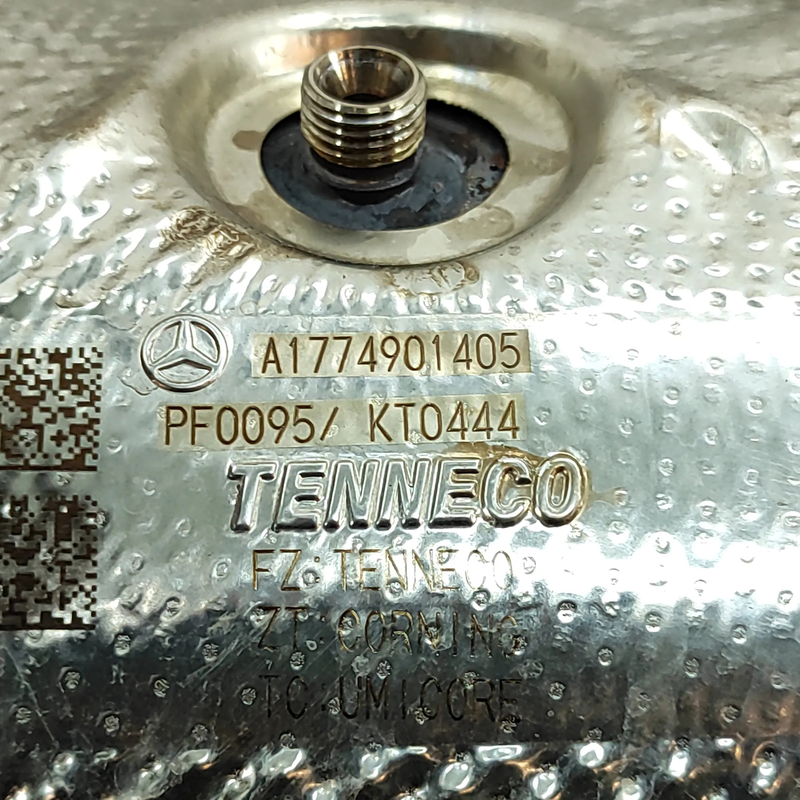 A1774901405
PF0095/ KT0444
TENNECO
FZ:TENNECO
ZT:CORNING
TC:UMICORE